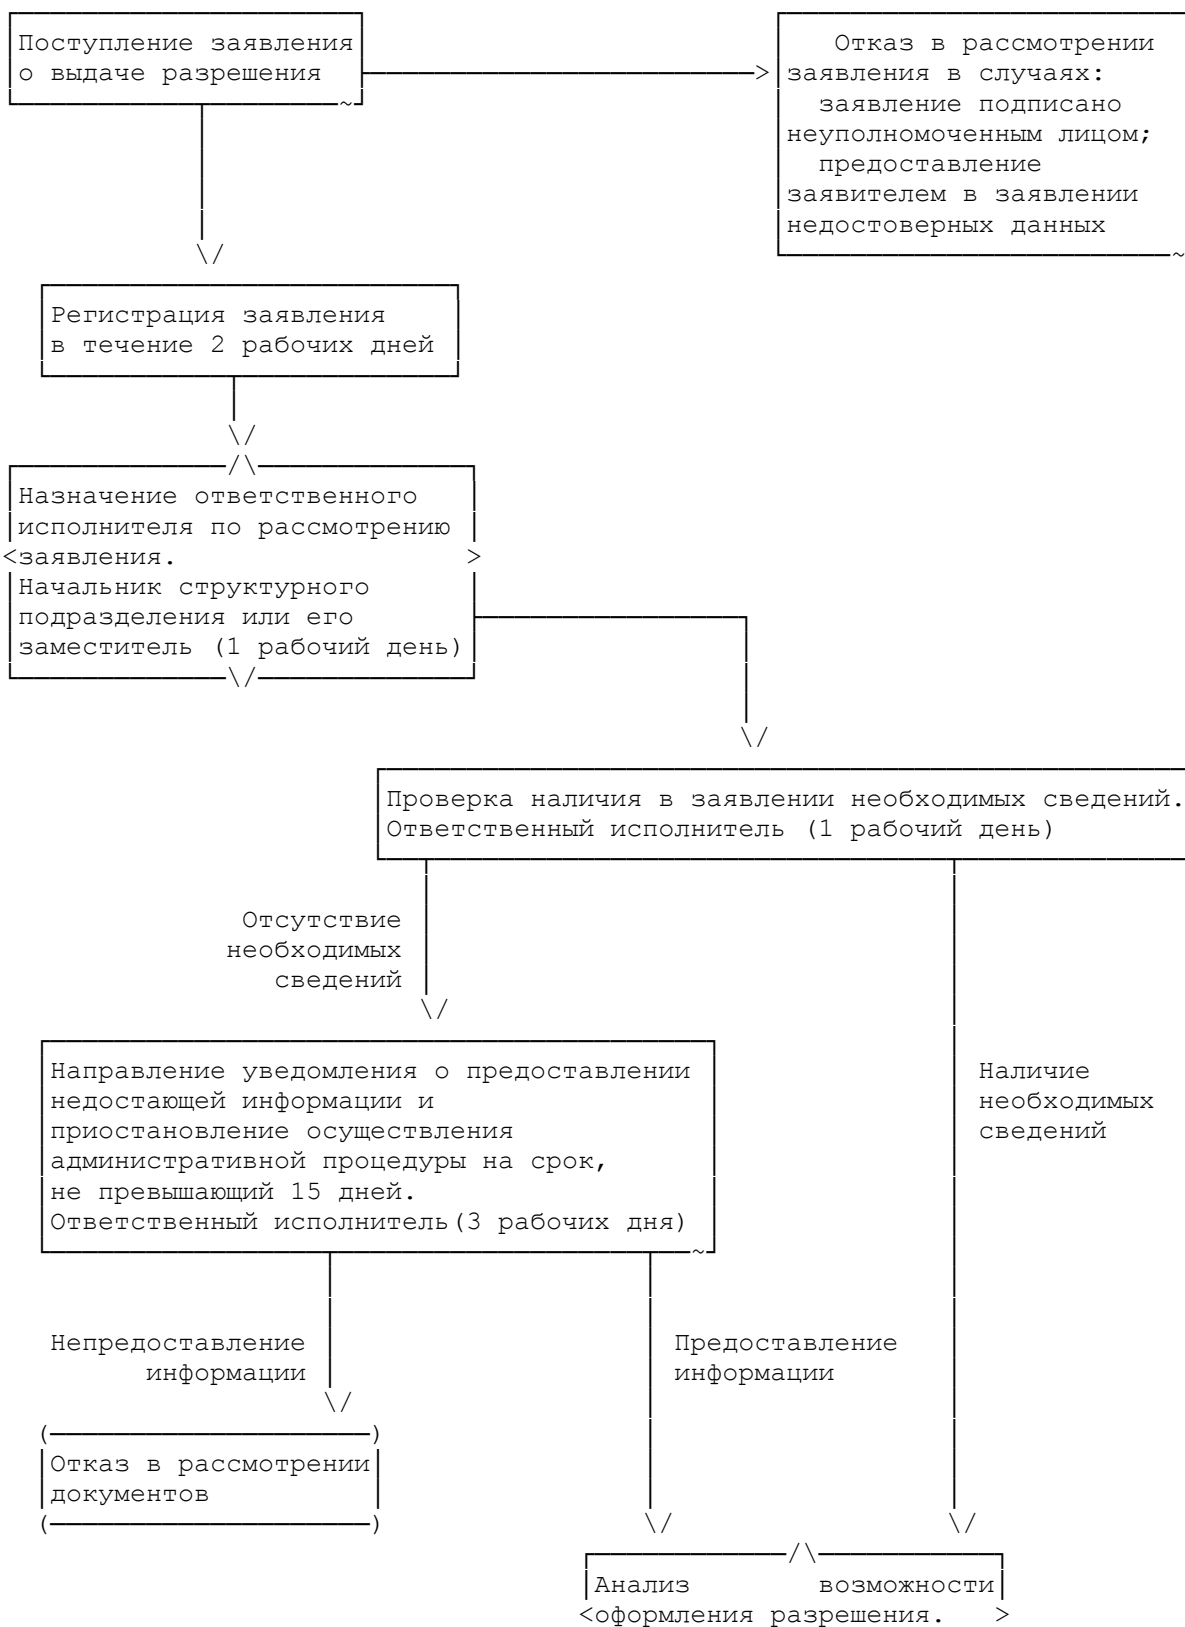 Поступление заявления
о выдаче разрешения
Отказ в рассмотрении
заявления в случаях:
заявление подписано
неуполномоченным лицом;
предоставление
заявителем в заявлении
недостоверных данных
Регистрация заявления
в течение 2 рабочих дней
Назначение ответственного
исполнителя по рассмотрению
заявления.
Начальник структурного
подразделения или его
заместитель (1 рабочий день)
Проверка наличия в заявлении необходимых сведений.
Ответственный исполнитель (1 рабочий день)
Отсутствие
необходимых
сведений
Направление уведомления о предоставлении
недостающей информации и
приостановление осуществления
административной процедуры на срок,
не превышающий 15 дней.
Ответственный исполнитель(3 рабочих дня)
Наличие
необходимых
сведений
Непредоставление
информации
Предоставление
информации
Отказ в рассмотрении
документов
Анализ возможности
оформления разрешения.